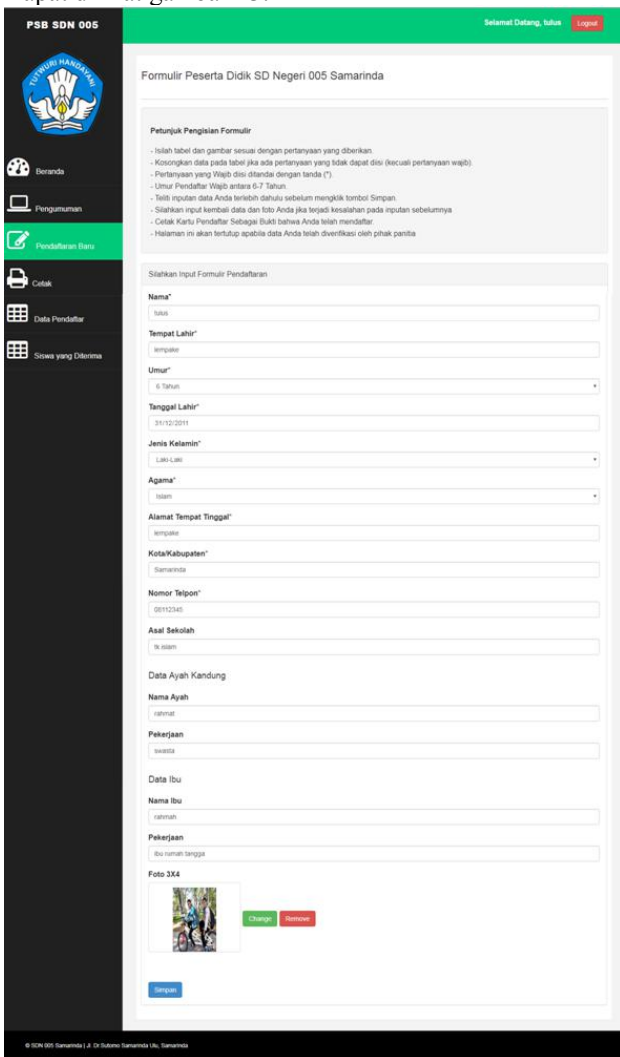 PSB SDN 005
Selamat Datang, tulus
Logout
TUT WURI HANDAYANI
Beranda
Pengumuman
Pendaftaran Baru
Cetak
Data Pendaftar
Siswa yang Diterima
Formulir Peserta Didik SD Negeri 005 Samarinda
Petunjuk Pengisian Formulir
- Isilah tabel dan gambar sesuai dengan pertanyaan yang diberikan.
- Kosongkan data pada tabel jika ada pertanyaan yang tidak dapat diisi (kecuali pertanyaan wajib).
- Pertanyaan yang Wajib diisi ditandai dengan tanda (*)
- Umur Pendaftar Wajib antara 6-7 Tahun.
- Teliti inputan data Anda terlebih dahulu sebelum mengklik tombol Simpan.
- Silahkan input kembali data dan foto Anda jika terjadi kesalahan pada inputan sebelumnya
- Cetak Kartu Pendaftar Sebagai Bukti bahwa Anda telah mendaftar.
- Halaman ini akan tertutup apabila data Anda telah diverifikasi oleh pihak panitia
Silahkan Input Formulir Pendaftaran
Nama*
tulus
Tempat Lahir*
lempake
Umur*
6 Tahun
Tanggal Lahir*
31/12/2011
Jenis Kelamin*
Laki-Laki
Agama*
Islam
Alamat Tempat Tinggal*
lempake
Kota/Kabupaten*
Samarinda
Nomor Telpon*
08112345
Asal Sekolah
tk islam
Data Ayah Kandung
Nama Ayah
rahmat
Pekerjaan
swasta
Data Ibu
Nama Ibu
rahmah
Pekerjaan
ibu rumah tangga
Foto 3X4
Change
Remove
Simpan
© SDN 005 Samarinda | Jl. Dr.Sutomo Samarinda Ulu, Samarinda